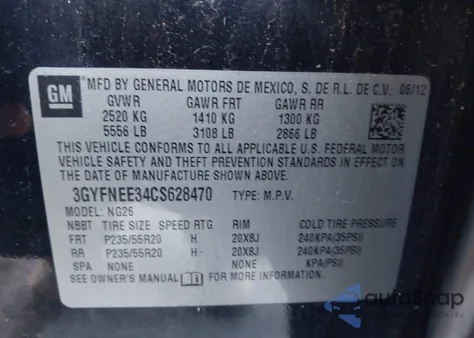 GM
MFD BY GENERAL MOTORS DE MEXICO, S. DE R.L. DE C.V. 06/12
GVWR GAWR FRT GAWR RR
2520 KG 1410 KG 1300 KG
5556 LB 3108 LB 2866 LB
THIS VEHICLE CONFORMS TO ALL APPLICABLE U.S. FEDERAL MOTOR
VEHICLE SAFETY AND THEFT PREVENTION STANDARDS IN EFFECT ON
THE DATE OF MANUFACTURE SHOWN ABOVE.
3GYFNEE34CS628470 TYPE: M.P.V.
MODEL: NG26
NBBT TIRE SIZE SPEED RTG RIM COLD TIRE PRESSURE
FRT P235/55R20 H 20X8J 240KPA(35PSI)
RR P235/55R20 H 20X8J 240KPA(35PSI)
SPA NONE NONE KPA(PSI)
SEE OWNER'S MANUAL FOR MORE INFORMATION.
autosnap